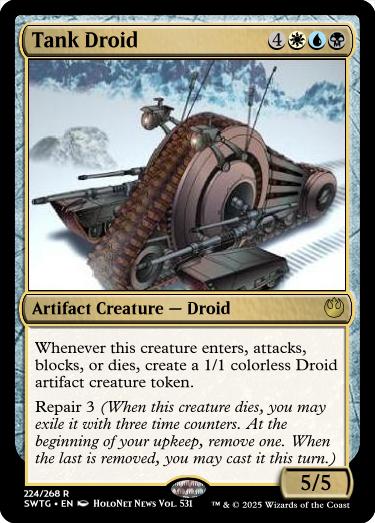 Tank Droid 4
Artifact Creature — Droid
Whenever this creature enters, attacks,
blocks, or dies, create a 1/1 colorless Droid
artifact creature token.
Repair 3 (When this creature dies, you may
exile it with three time counters. At the
beginning of your upkeep, remove one. When
the last is removed, you may cast it this turn.)
5/5
224/268 R
SWTG • EN HoloNet News Vol. 531 ™ & © 2025 Wizards of the Coast